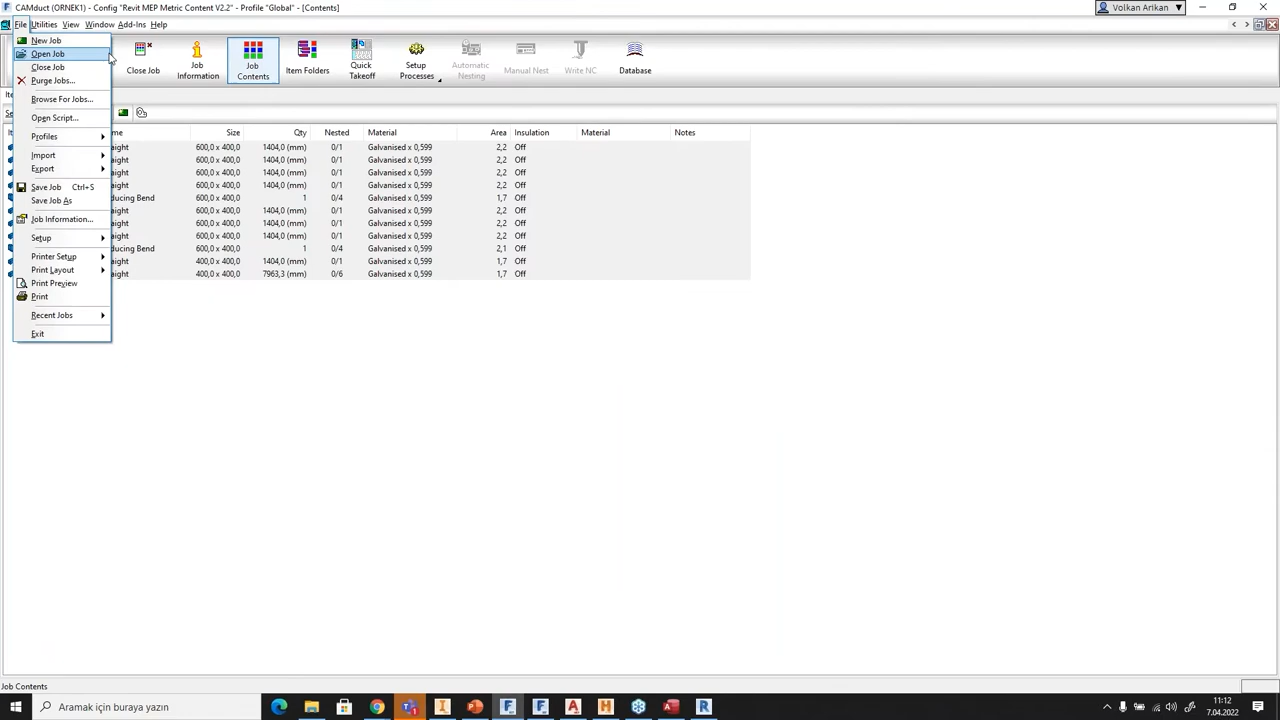 CAMduct (ORNEK1) - Config "Revit MEP Metric Content V2.2" - Profile "Global" - [Contents]
Volkan Arikan
File Utilities View Window Add-Ins Help
New Job
Open Job
Close Job
Purge Jobs...
Browse For Jobs...
Open Script...
Profiles
Import
Export
Save Job Ctrl+S
Save Job As
Job Information...
Setup
Printer Setup
Print Layout
Print Preview
Print
Recent Jobs
Exit
Close Job
Job Information
Job Contents
Item Folders
Quick Takeoff
Setup Processes
Automatic Nesting
Manual Nest
Write NC
Database
Size Qty Nested Material Area Insulation Material Notes
aight 600,0 x 400,0 1404,0 (mm) 0/1 Galvanised x 0,599 2,2 Off
aight 600,0 x 400,0 1404,0 (mm) 0/1 Galvanised x 0,599 2,2 Off
aight 600,0 x 400,0 1404,0 (mm) 0/1 Galvanised x 0,599 2,2 Off
aight 600,0 x 400,0 1404,0 (mm) 0/1 Galvanised x 0,599 2,2 Off
ducing Bend 600,0 x 400,0 1 0/4 Galvanised x 0,599 1,7 Off
aight 600,0 x 400,0 1404,0 (mm) 0/1 Galvanised x 0,599 2,2 Off
aight 600,0 x 400,0 1404,0 (mm) 0/1 Galvanised x 0,599 2,2 Off
aight 600,0 x 400,0 1404,0 (mm) 0/1 Galvanised x 0,599 2,2 Off
ducing Bend 600,0 x 400,0 1 0/4 Galvanised x 0,599 2,1 Off
aight 400,0 x 400,0 1404,0 (mm) 0/1 Galvanised x 0,599 1,7 Off
aight 400,0 x 400,0 7963,3 (mm) 0/6 Galvanised x 0,599 1,7 Off
Job Contents
Aramak için buraya yazın
11:12
7.04.2022